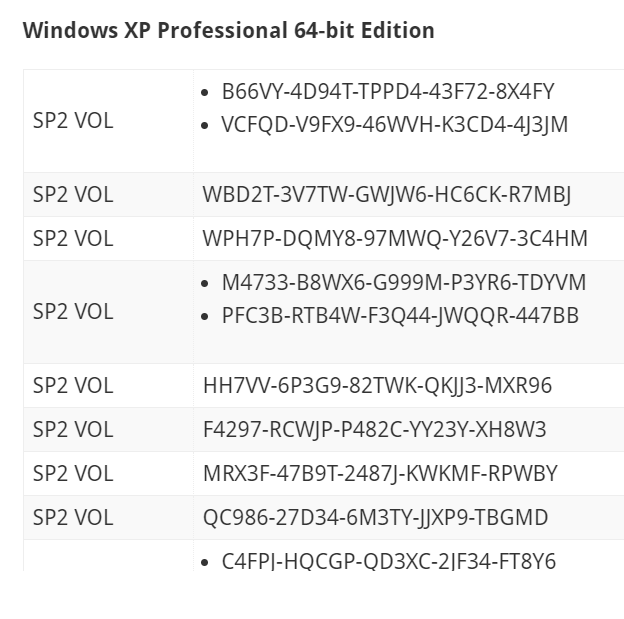 Windows XP Professional 64-bit Edition
SP2 VOL
• B66VY-4D94T-TPPD4-43F72-8X4FY
• VCFQD-V9FX9-46WVH-K3CD4-4J3JM
SP2 VOL WBD2T-3V7TW-GWJW6-HC6CK-R7MBJ
SP2 VOL WPH7P-DQMY8-97MWQ-Y26V7-3C4HM
SP2 VOL
• M4733-B8WX6-G999M-P3YR6-TDYVM
• PFC3B-RTB4W-F3Q44-JWQQR-447BB
SP2 VOL HH7VV-6P3G9-82TWK-QKJJ3-MXR96
SP2 VOL F4297-RCWJP-P482C-YY23Y-XH8W3
SP2 VOL MRX3F-47B9T-2487J-KWKMF-RPWBY
SP2 VOL QC986-27D34-6M3TY-JJXP9-TBGMD
• C4FPJ-HQCGP-QD3XC-2JF34-FT8Y6